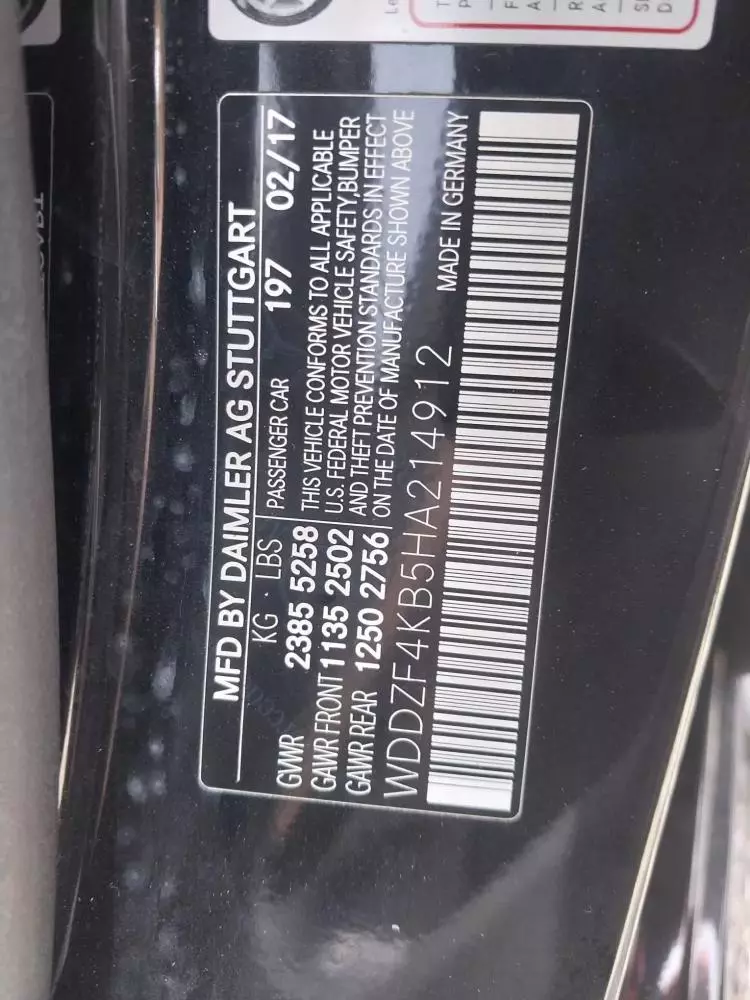 MFD BY DAIMLER AG STUTTGART
KG · LBS PASSENGER CAR 197 02/17
GWWR 2385 5258 THIS VEHICLE CONFORMS TO ALL APPLICABLE
GAWR FRONT 1135 2502 U.S. FEDERAL MOTOR VEHICLE SAFETY,BUMPER
GAWR REAR 1250 2756 AND THEFT PREVENTION STANDARDS IN EFFECT
ON THE DATE OF MANUFACTURE SHOWN ABOVE
WDDZF4KB5HA214912 MADE IN GERMANY